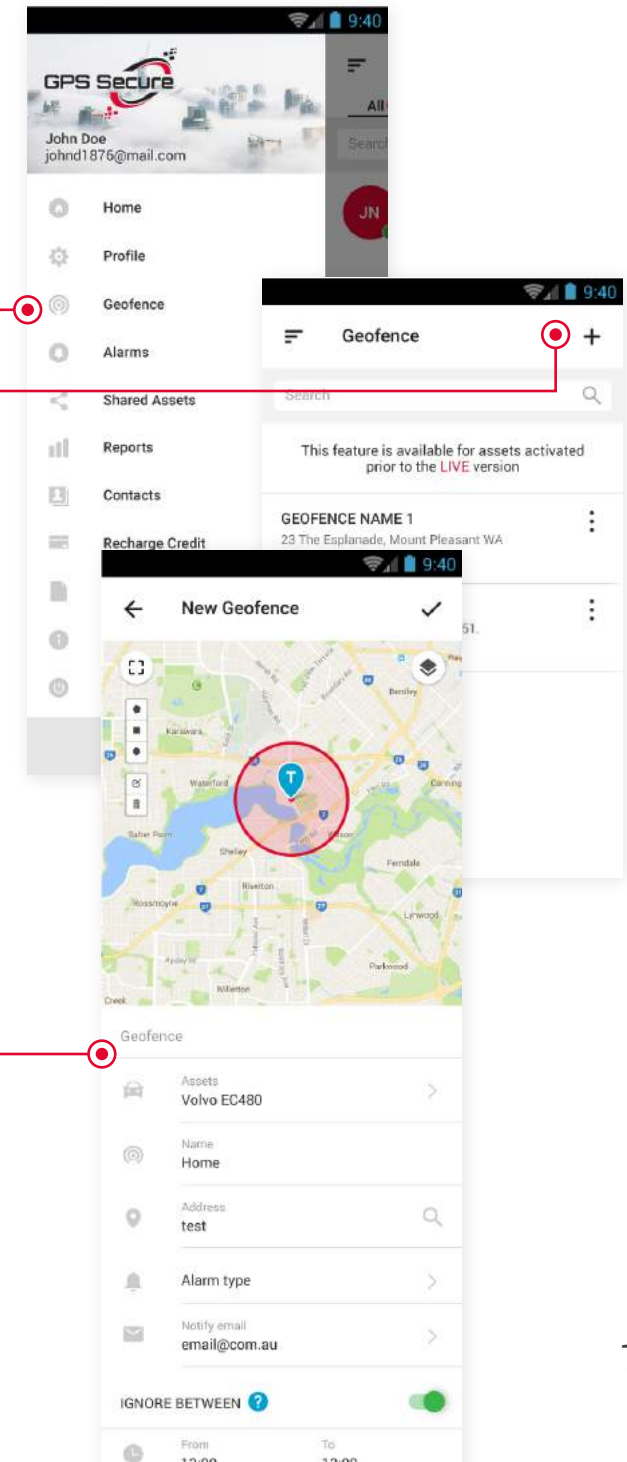 9:40
GPS Secure
John Doe
johnd1876@mail.com
All
Search
JN
Home
Profile
Geofence
Alarms
Shared Assets
Reports
Contacts
Recharge Credit
9:40
Geofence
Search
This feature is available for assets activated
prior to the LIVE version
GEOFENCE NAME 1
23 The Esplanade, Mount Pleasant WA
51.
9:40
New Geofence
Bentley
Karawara
Waterford
T
Canning
Salter Point
Wilson
Shelley
Ferndale
Riverton
Rossmoyne
Lynwood
Parkwood
Willetton
Creek
Geofence
Assets
Volvo EC480
Name
Home
Address
test
Alarm type
Notify email
email@com.au
IGNORE BETWEEN ?
From To